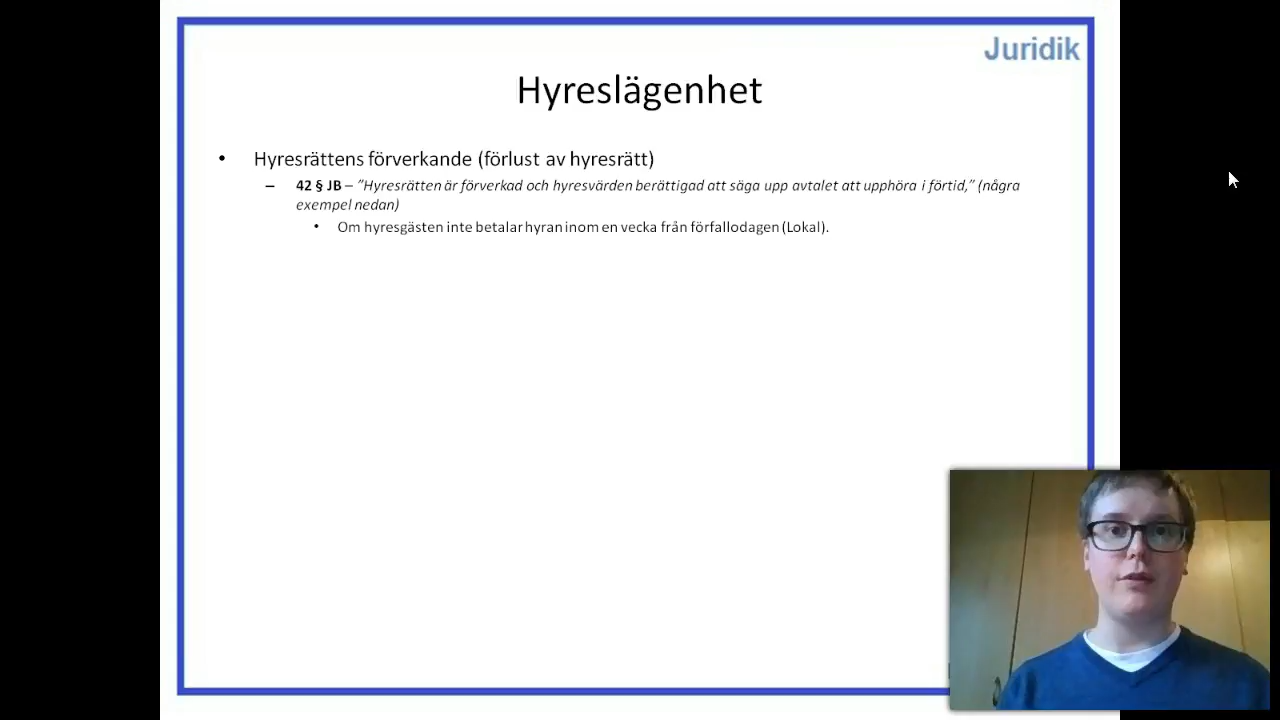 Juridik
Hyreslägenhet
• Hyresrättens förverkande (förlust av hyresrätt)
– 42 § JB – ”Hyresrätten är förverkad och hyresvärden berättigad att säga upp avtalet att upphöra i förtid,” (några
exempel nedan)
• Om hyresgästen inte betalar hyran inom en vecka från förfallodagen (Lokal).